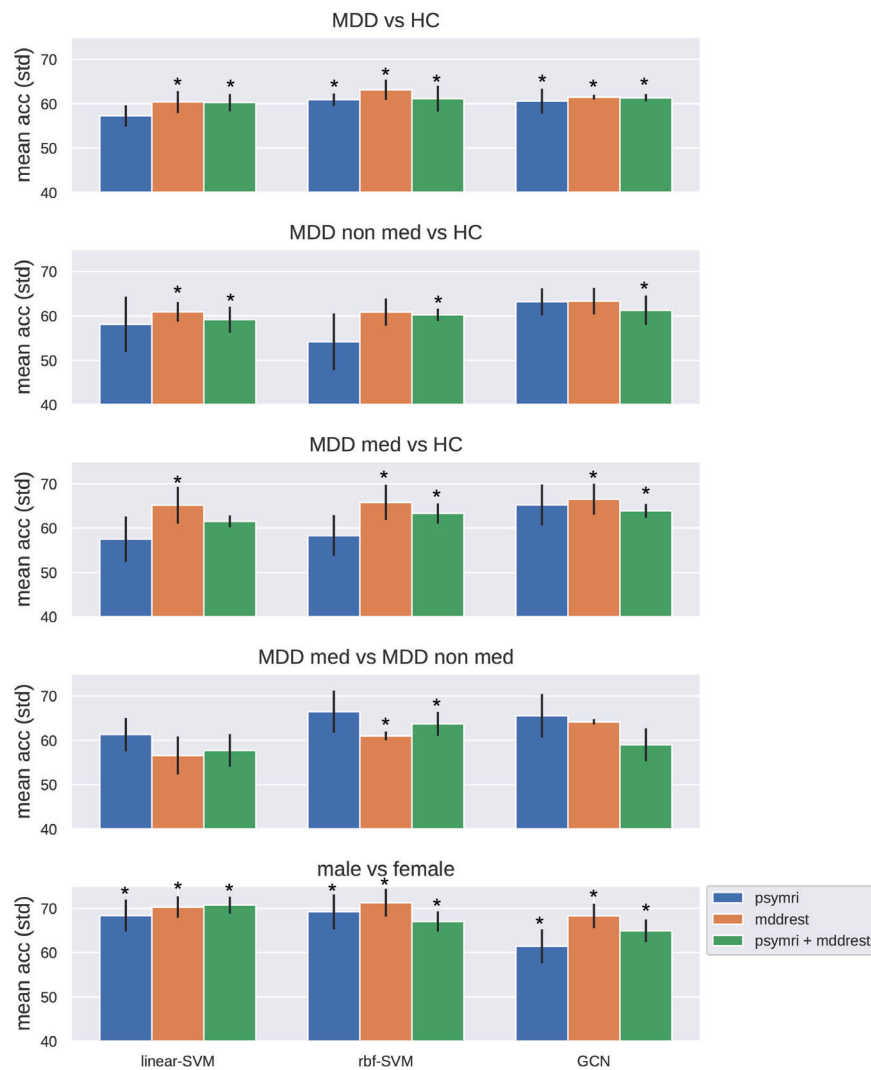 MDD vs HC
mean acc (std)
70
60
50
40
* * * * * * * *
MDD non med vs HC
mean acc (std)
70
60
50
40
* * * *
MDD med vs HC
mean acc (std)
70
60
50
40
* * * * *
MDD med vs MDD non med
mean acc (std)
70
60
50
40
* *
male vs female
mean acc (std)
70
60
50
40
* * * * * * * * *
psymri
mddrest
psymri + mddrest
linear-SVM rbf-SVM GCN